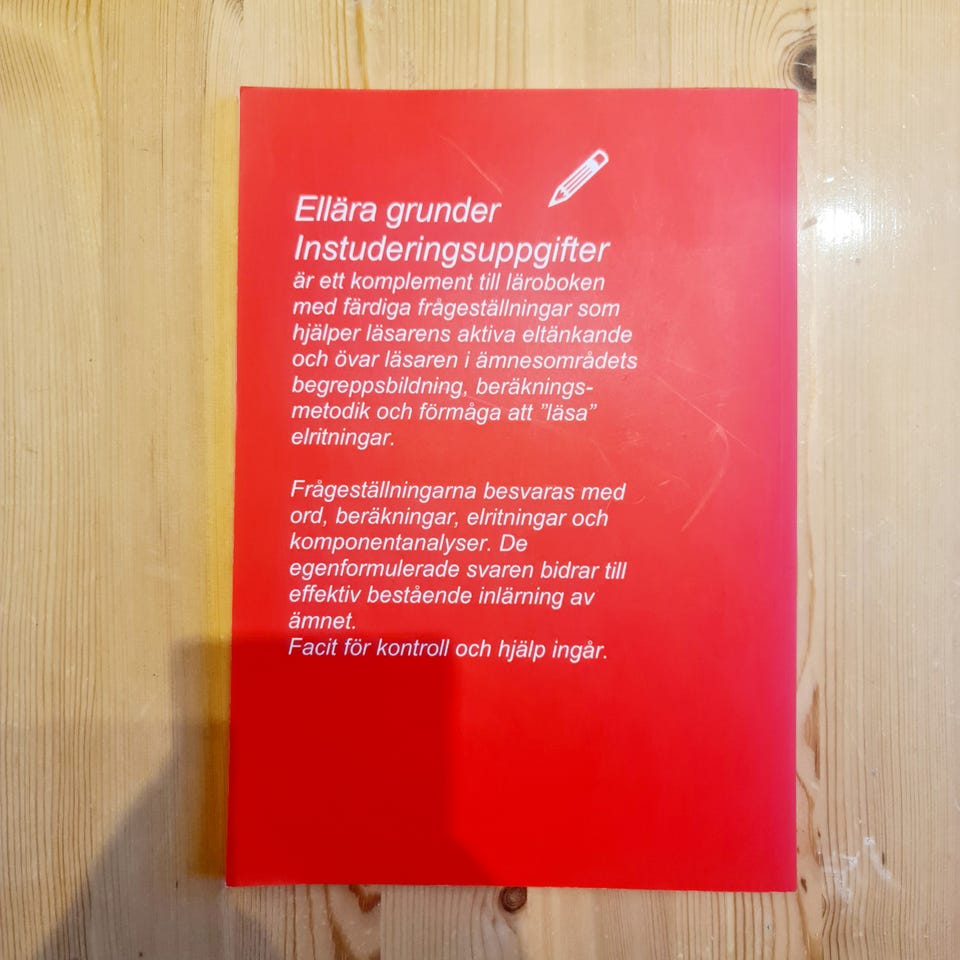 Ellära grunder
Instuderingsuppgifter
är ett komplement till läroboken
med färdiga frågeställningar som
hjälper läsarens aktiva eltänkande
och övar läsaren i ämnesområdets
begreppsbildning, beräknings-
metodik och förmåga att ”läsa”
elritningar.
Frågeställningarna besvaras med
ord, beräkningar, elritningar och
komponentanalyser. De
egenformulerade svaren bidrar till
effektiv bestående inlärning av
ämnet.
Facit för kontroll och hjälp ingår.